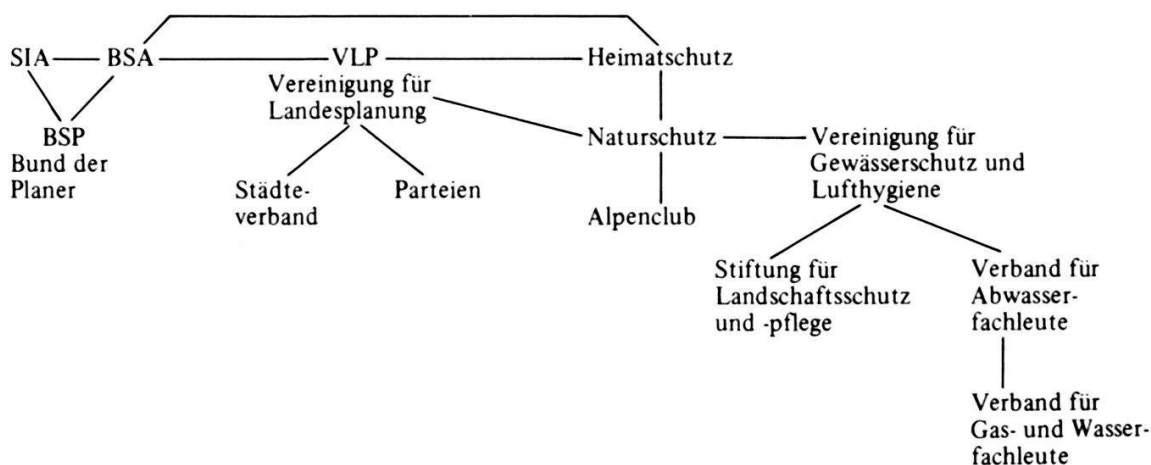 SIA
BSA
VLP
Vereinigung für
Landesplanung
Heimatschutz
BSP
Bund der
Planer
Städte-
verband
Parteien
Naturschutz
Alpenclub
Vereinigung für
Gewässerschutz und
Lufthygiene
Stiftung für
Landschaftsschutz
und -pflege
Verband für
Abwasser-
fachleute
Verband für
Gas- und Wasser-
fachleute